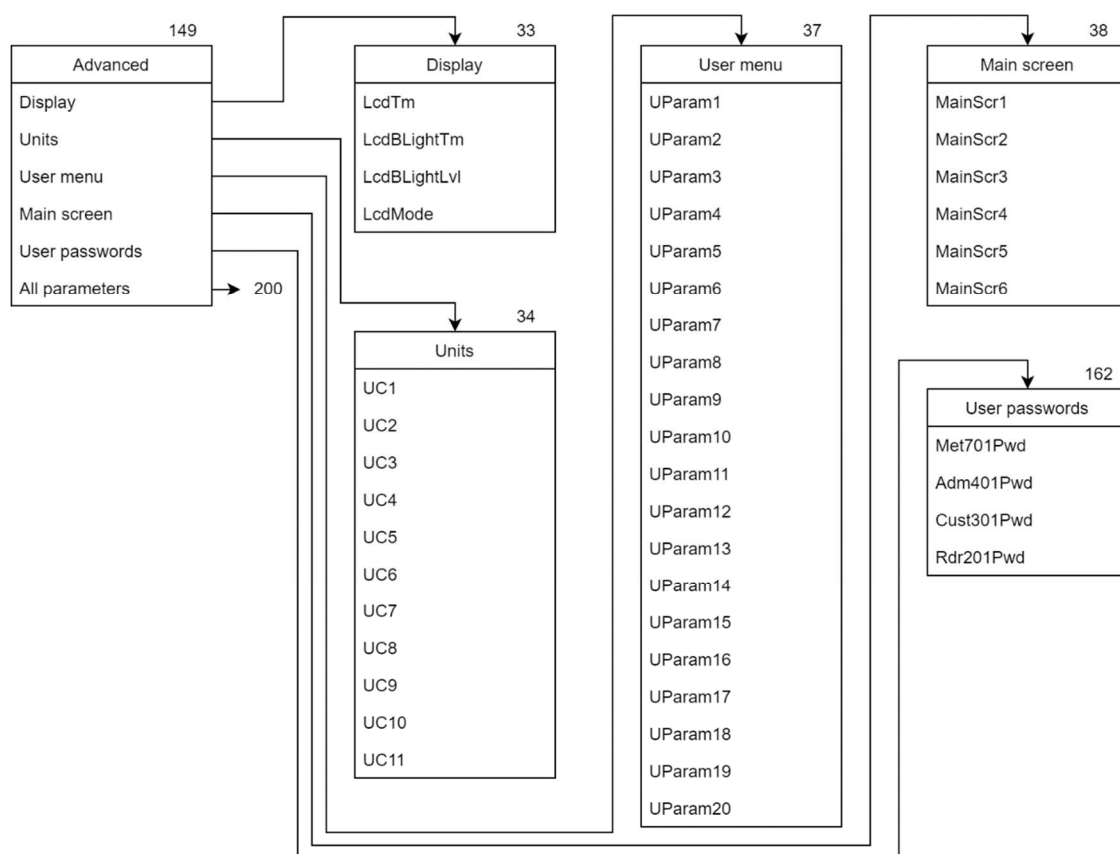 149
Advanced
Display
Units
User menu
Main screen
User passwords
All parameters
200
33
Display
LcdTm
LcdBLightTm
LcdBLightLvl
LcdMode
34
Units
UC1
UC2
UC3
UC4
UC5
UC6
UC7
UC8
UC9
UC10
UC11
37
User menu
UParam1
UParam2
UParam3
UParam4
UParam5
UParam6
UParam7
UParam8
UParam9
UParam10
UParam11
UParam12
UParam13
UParam14
UParam15
UParam16
UParam17
UParam18
UParam19
UParam20
38
Main screen
MainScr1
MainScr2
MainScr3
MainScr4
MainScr5
MainScr6
162
User passwords
Met701Pwd
Adm401Pwd
Cust301Pwd
Rdr201Pwd